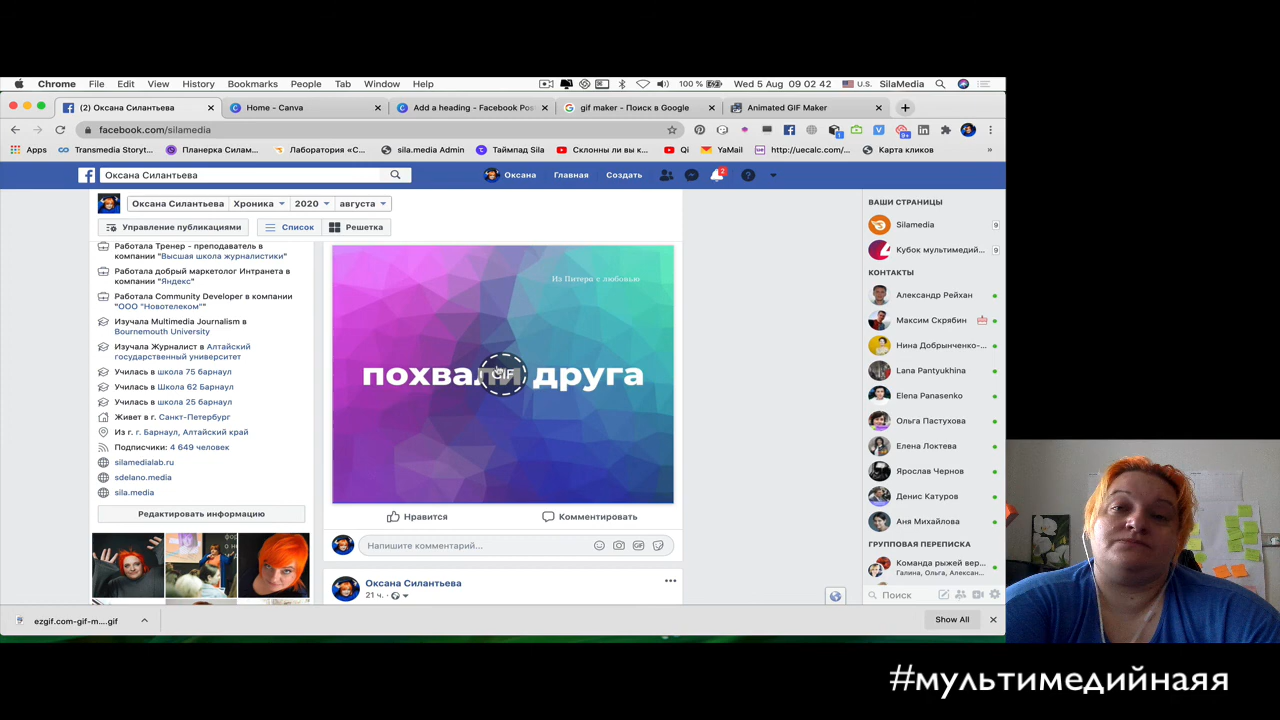 Chrome File Edit View History Bookmarks People Tab Window Help 100 % Wed 5 Aug 09 02 42 U.S. SilaMedia
(2) Оксана Силантьева
Home - Canva
Add a heading - Facebook Pos
gif maker - Поиск в Google
Animated GIF Maker
facebook.com/silamedia
Apps Transmedia Storyt... Планерка Силам... Лаборатория «С... sila.media Admin Таймпад Sila Склонны ли вы к... Qi YaMail http://uecalc.com/... Карта кликов »
Оксана Силантьева
Оксана Главная Создать 2
Оксана Силантьева Хроника 2020 августа
Управление публикациями Список Решетка
Работала Тренер - преподаватель в
компании "Высшая школа журналистики"
Работала добрый маркетолог Интранета в
компании "Яндекс"
Работала Community Developer в компании
"ООО "Новотелеком""
Изучала Multimedia Journalism в
Bournemouth University
Изучала Журналист в Алтайский
государственный университет
Училась в школа 75 барнаул
Училась в Школа 62 Барнаул
Училась в школа 25 барнаул
Живет в г. Санкт-Петербург
Из г. г. Барнаул, Алтайский край
Подписчики: 4 649 человек
silamedialab.ru
sdelano.media
sila.media
Редактировать информацию
Из Питера с любовью
похвали друга
GIF
Нравится Комментировать
Напишите комментарий...
Оксана Силантьева
21 ч.
ВАШИ СТРАНИЦЫ
Silamedia 9
Кубок мультимедий... 9
КОНТАКТЫ
Александр Рейхан
Максим Скрябин
Нина Добрынченко-...
Lana Pantyukhina
Elena Panasenko
Ольга Пастухова
Елена Локтева
Ярослав Чернов
Денис Катуров
Аня Михайлова
ГРУППОВАЯ ПЕРЕПИСКА
Команда рыжей вер...
Галина, Ольга, Алексан...
Поиск
ezgif.com-gif-m....gif
Show All
#мультимедийнаяя